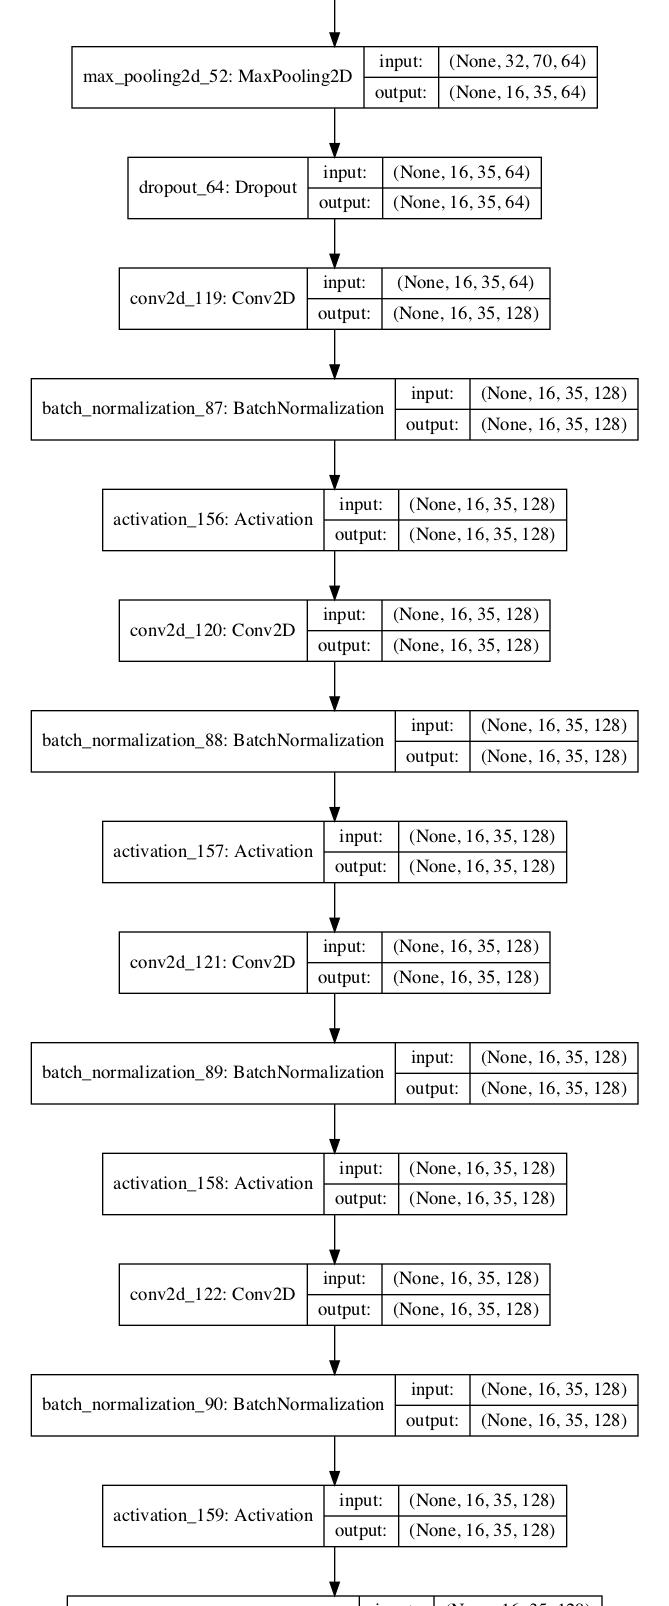 max_pooling2d_52: MaxPooling2D
input: (None, 32, 70, 64)
output: (None, 16, 35, 64)
dropout_64: Dropout
input: (None, 16, 35, 64)
output: (None, 16, 35, 64)
conv2d_119: Conv2D
input: (None, 16, 35, 64)
output: (None, 16, 35, 128)
batch_normalization_87: BatchNormalization
input: (None, 16, 35, 128)
output: (None, 16, 35, 128)
activation_156: Activation
input: (None, 16, 35, 128)
output: (None, 16, 35, 128)
conv2d_120: Conv2D
input: (None, 16, 35, 128)
output: (None, 16, 35, 128)
batch_normalization_88: BatchNormalization
input: (None, 16, 35, 128)
output: (None, 16, 35, 128)
activation_157: Activation
input: (None, 16, 35, 128)
output: (None, 16, 35, 128)
conv2d_121: Conv2D
input: (None, 16, 35, 128)
output: (None, 16, 35, 128)
batch_normalization_89: BatchNormalization
input: (None, 16, 35, 128)
output: (None, 16, 35, 128)
activation_158: Activation
input: (None, 16, 35, 128)
output: (None, 16, 35, 128)
conv2d_122: Conv2D
input: (None, 16, 35, 128)
output: (None, 16, 35, 128)
batch_normalization_90: BatchNormalization
input: (None, 16, 35, 128)
output: (None, 16, 35, 128)
activation_159: Activation
input: (None, 16, 35, 128)
output: (None, 16, 35, 128)